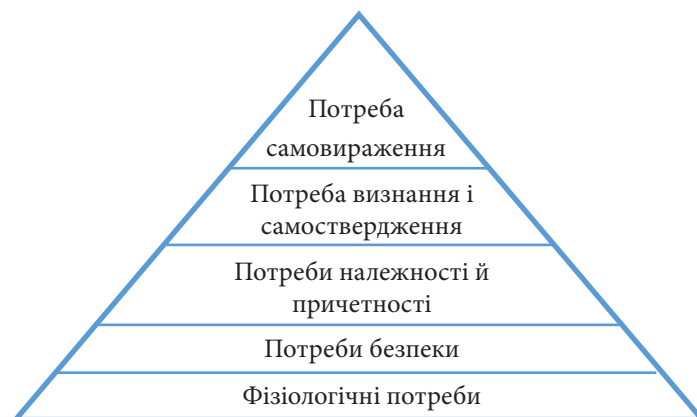 Потреба
самовираження
Потреба визнання і
самоствердження
Потреби належності й
причетності
Потреби безпеки
Фізіологічні потреби